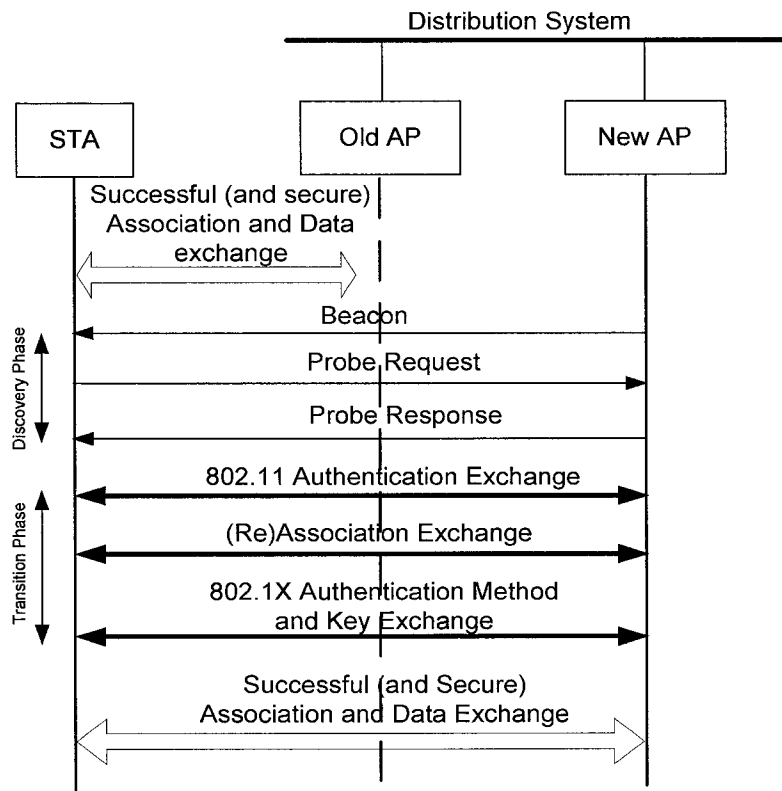 Distribution System
STA
Old AP
New AP
Successful (and secure)
Association and Data
exchange
Beacon
Probe Request
Probe Response
Discovery Phase
802.11 Authentication Exchange
(Re)Association Exchange
802.1X Authentication Method
and Key Exchange
Transition Phase
Successful (and Secure)
Association and Data Exchange